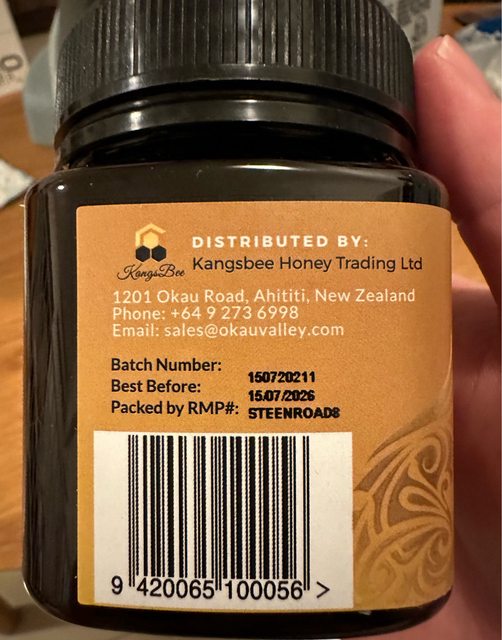 DISTRIBUTED BY:
KangsBee
Kangsbee Honey Trading Ltd
1201 Okau Road, Ahititi, New Zealand
Phone: +64 9 273 6998
Email: sales@okauvalley.com
Batch Number: 150720211
Best Before: 15/07/2026
Packed by RMP#: STEENROAD8
9 420065 100056 >